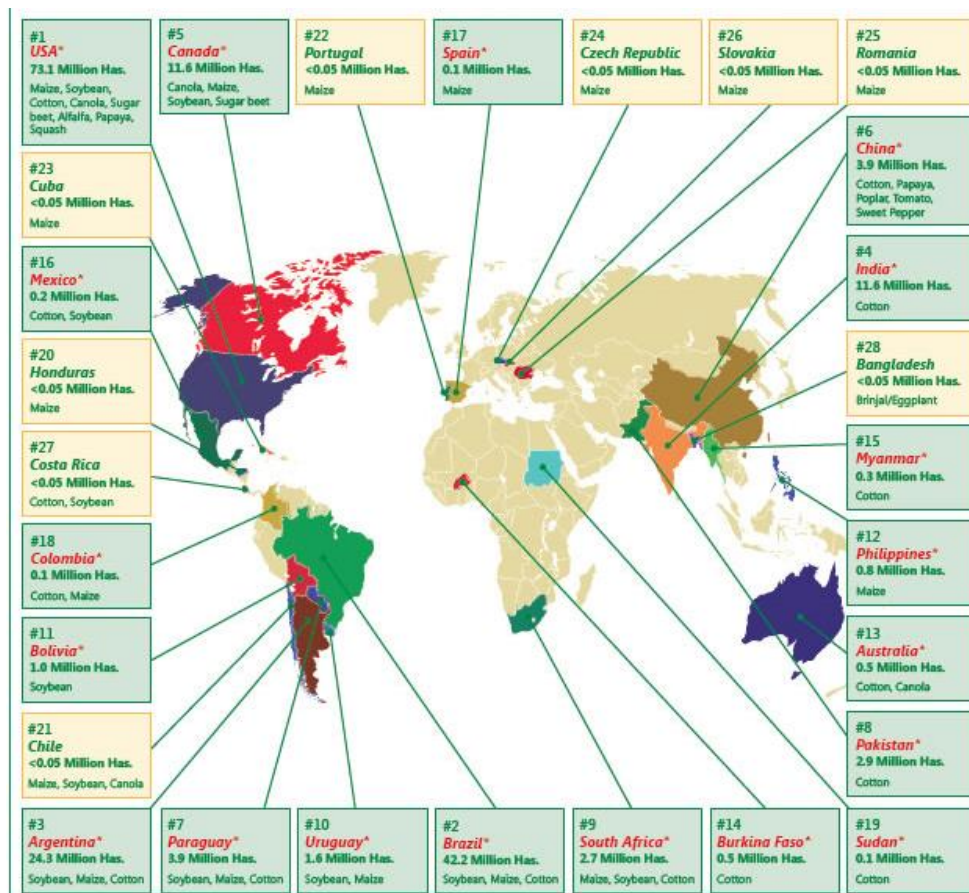 #1
USA*
73.1 Million Has.
Maize, Soybean,
Cotton, Canola, Sugar
beet, Alfalfa, Papaya,
Squash
#5
Canada*
11.6 Million Has.
Canola, Maize,
Soybean, Sugar beet
#22
Portugal
<0.05 Million Has.
Maize
#17
Spain*
0.1 Million Has.
Maize
#24
Czech Republic
<0.05 Million Has.
Maize
#26
Slovakia
<0.05 Million Has.
Maize
#25
Romania
<0.05 Million Has.
Maize
#23
Cuba
<0.05 Million Has.
Maize
#16
Mexico*
0.2 Million Has.
Cotton, Soybean
#20
Honduras
<0.05 Million Has.
Maize
#27
Costa Rica
<0.05 Million Has.
Cotton, Soybean
#18
Colombia*
0.1 Million Has.
Cotton, Maize
#11
Bolivia*
1.0 Million Has.
Soybean
#21
Chile
<0.05 Million Has.
Maize, Soybean, Canola
#6
China*
3.9 Million Has.
Cotton, Papaya,
Poplar, Tomato,
Sweet Pepper
#4
India*
11.6 Million Has.
Cotton
#28
Bangladesh
<0.05 Million Has.
Brinjal/Eggplant
#15
Myanmar*
0.3 Million Has.
Cotton
#12
Philippines*
0.8 Million Has.
Maize
#13
Australia*
0.5 Million Has.
Cotton, Canola
#8
Pakistan*
2.9 Million Has.
Cotton
#3
Argentina*
24.3 Million Has.
Soybean, Maize, Cotton
#7
Paraguay*
3.9 Million Has.
Soybean, Maize, Cotton
#10
Uruguay*
1.6 Million Has.
Soybean, Maize
#2
Brazil*
42.2 Million Has.
Soybean, Maize, Cotton
#9
South Africa*
2.7 Million Has.
Maize, Soybean, Cotton
#14
Burkina Faso*
0.5 Million Has.
Cotton
#19
Sudan*
0.1 Million Has.
Cotton